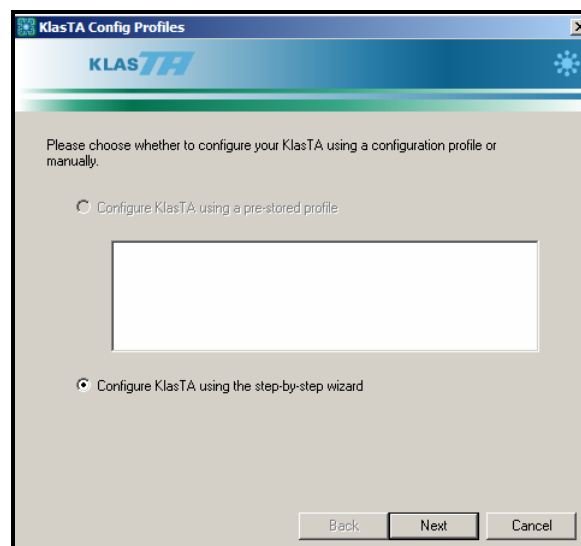 KlasTA Config Profiles
KLAS TA
Please choose whether to configure your KlasTA using a configuration profile or
manually.
Configure KlasTA using a pre-stored profile
Configure KlasTA using the step-by-step wizard
Back Next Cancel